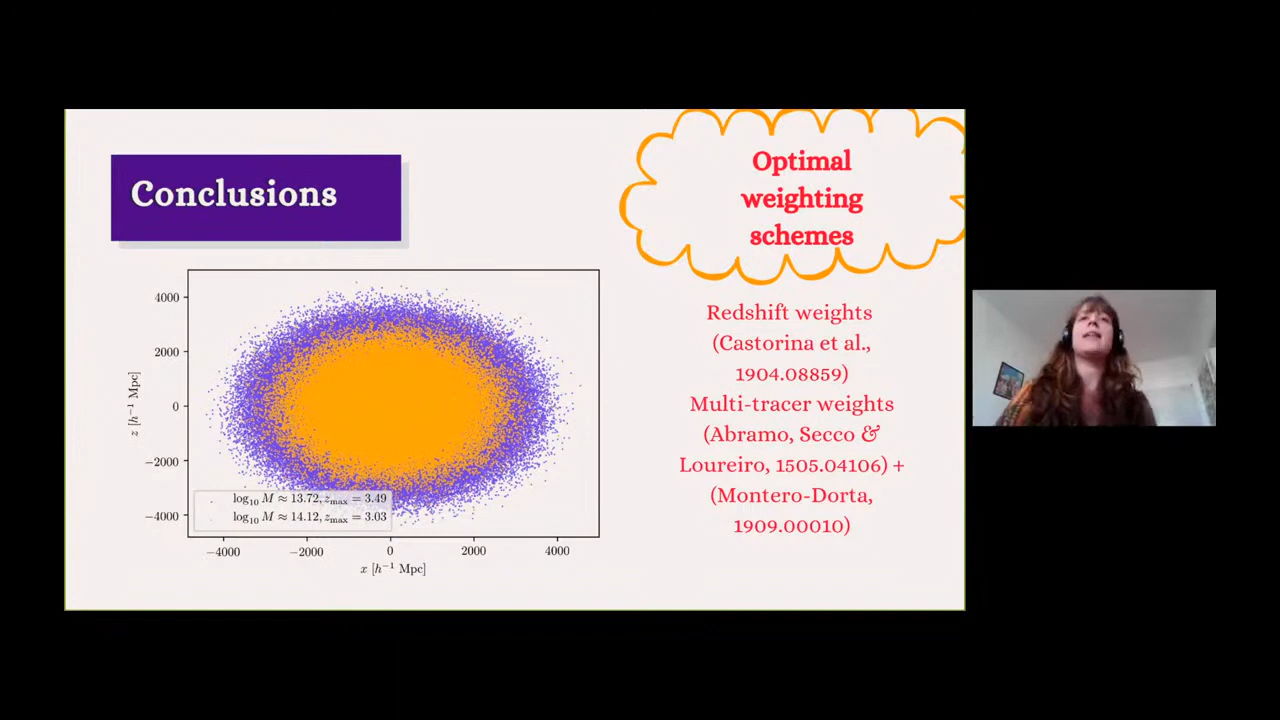 Conclusions
4000
2000
0
−2000
−4000
z [h⁻¹ Mpc]
log₁₀ M ≈ 13.72, zₘₐₓ = 3.49
log₁₀ M ≈ 14.12, zₘₐₓ = 3.03
−4000 −2000 0 2000 4000
x [h⁻¹ Mpc]
Optimal
weighting
schemes
Redshift weights
(Castorina et al.,
1904.08859)
Multi-tracer weights
(Abramo, Secco &
Loureiro, 1505.04106) +
(Montero-Dorta,
1909.00010)